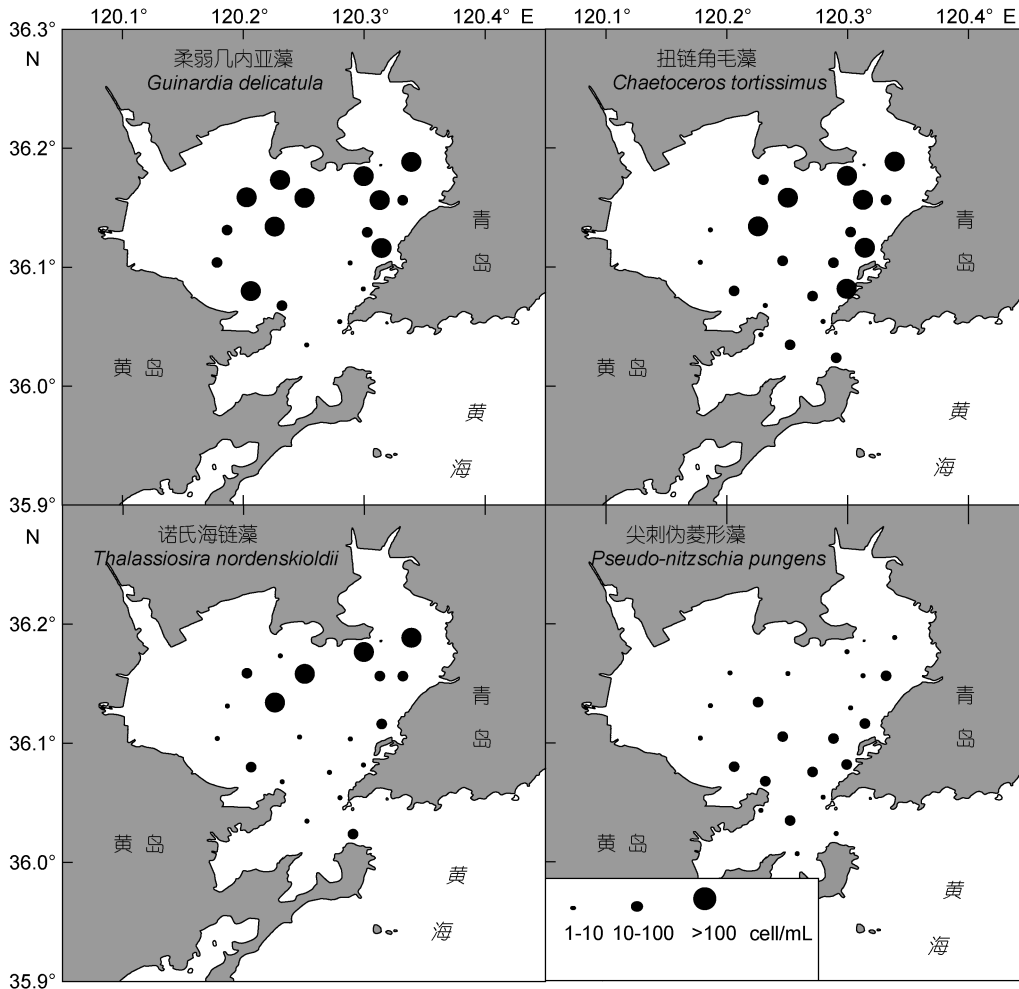 120.1° 120.2° 120.3° 120.4° E 120.1° 120.2° 120.3° 120.4° E
36.3°
N
柔弱几内亚藻
Guinardia delicatula
扭链角毛藻
Chaetoceros tortissimus
36.2°
青
岛
青
岛
36.1°
黄 岛
黄 岛
36.0°
黄
海
黄
海
35.9°
N
诺氏海链藻
Thalassiosira nordenskioldii
尖刺伪菱形藻
Pseudo-nitzschia pungens
36.2°
青
岛
青
岛
36.1°
黄 岛
黄 岛
36.0°
黄
海
黄
海
1-10 10-100 >100 cell/mL
35.9°